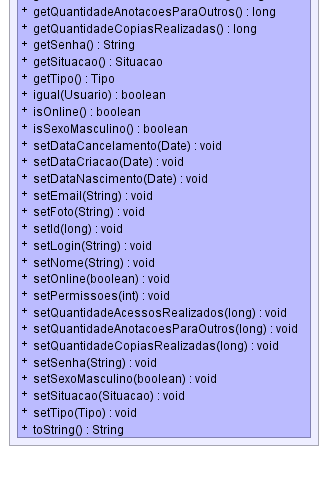 + getQuantidadeAnotacoesParaOutros() : long
+ getQuantidadeCopiasRealizadas() : long
+ getSenha() : String
+ getSituacao() : Situacao
+ getTipo() : Tipo
+ igual(Usuario) : boolean
+ isOnline() : boolean
+ isSexoMasculino() : boolean
+ setDataCancelamento(Date) : void
+ setDataCriacao(Date) : void
+ setDataNascimento(Date) : void
+ setEmail(String) : void
+ setFoto(String) : void
+ setId(long) : void
+ setLogin(String) : void
+ setNome(String) : void
+ setOnline(boolean) : void
+ setPermissoes(int) : void
+ setQuantidadeAcessosRealizados(long) : void
+ setQuantidadeAnotacoesParaOutros(long) : void
+ setQuantidadeCopiasRealizadas(long) : void
+ setSenha(String) : void
+ setSexoMasculino(boolean) : void
+ setSituacao(Situacao) : void
+ setTipo(Tipo) : void
+ toString() : String